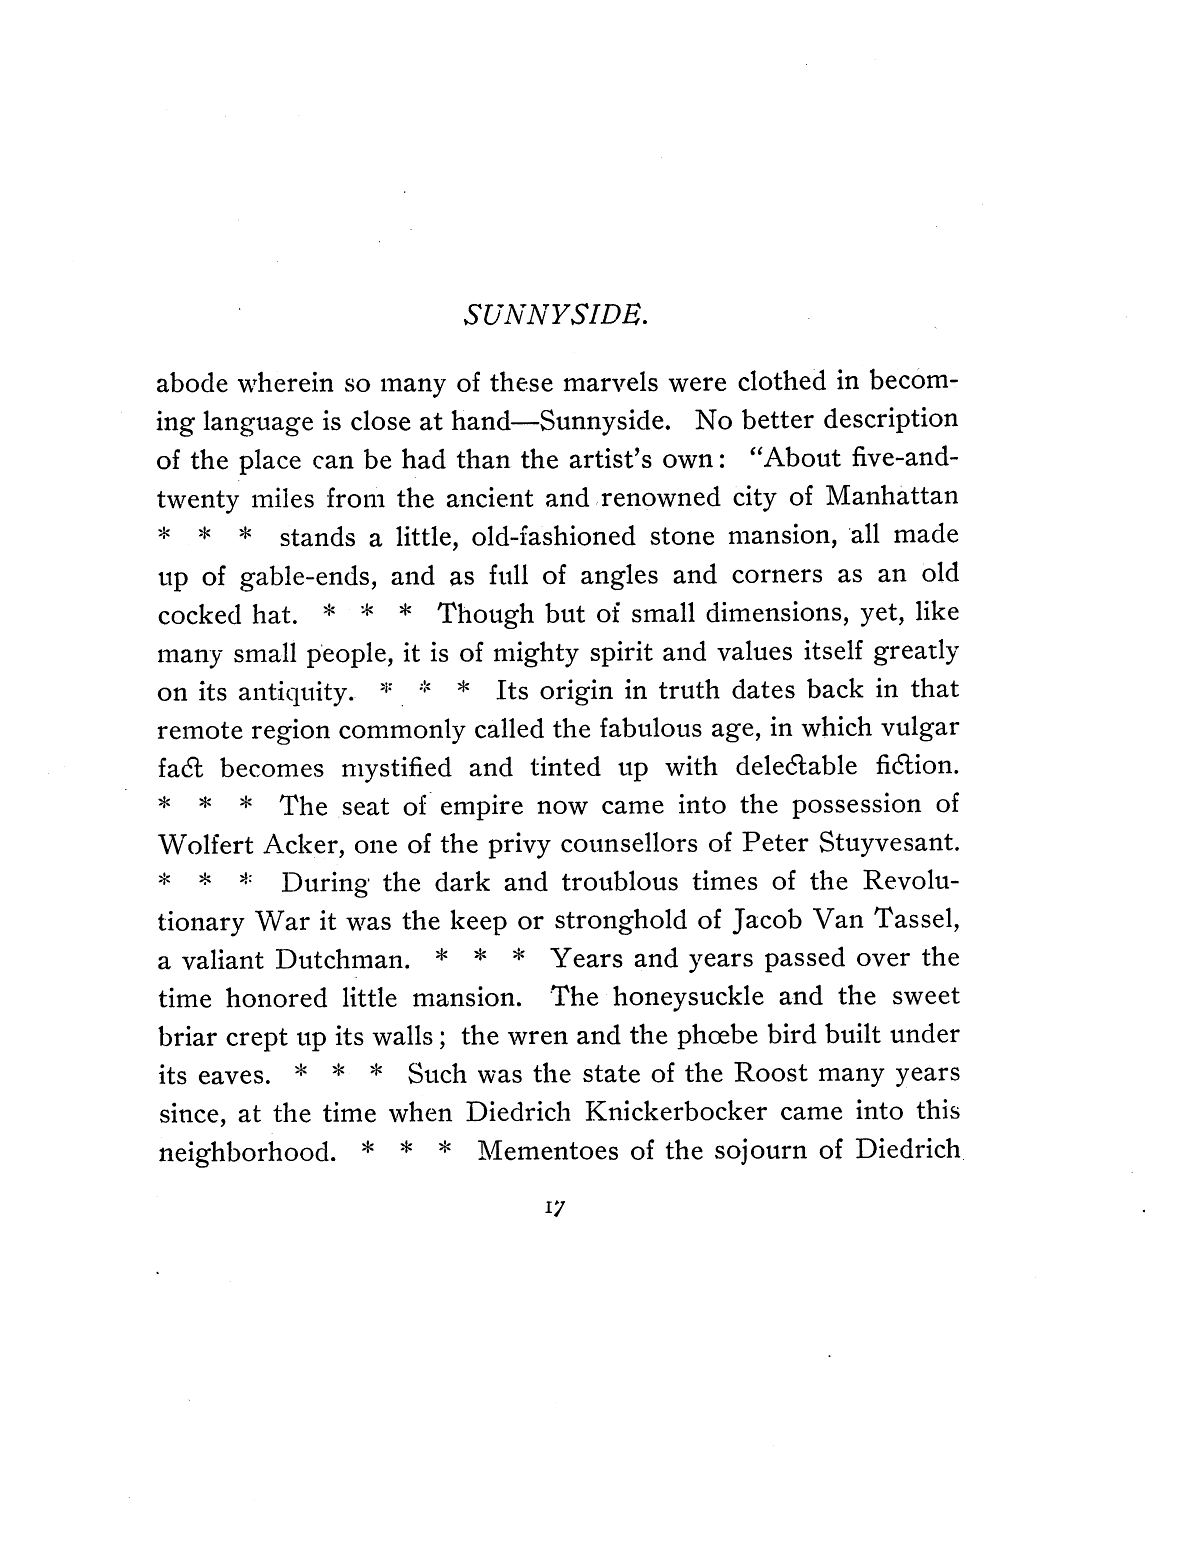 SUNNYSIDE.
abode wherein so many of these marvels were clothed in becom-
ing language is close at hand—Sunnyside. No better description
of the place can be had than the artist's own: "About five-and-
twenty miles from the ancient and renowned city of Manhattan
* * * stands a little, old-fashioned stone mansion, all made
up of gable-ends, and as full of angles and corners as an old
cocked hat. * * * Though but of small dimensions, yet, like
many small people, it is of mighty spirit and values itself greatly
on its antiquity. * * * Its origin in truth dates back in that
remote region commonly called the fabulous age, in which vulgar
fact becomes mystified and tinted up with delectable fiction.
* * * The seat of empire now came into the possession of
Wolfert Acker, one of the privy counsellors of Peter Stuyvesant.
* * * During the dark and troublous times of the Revolu-
tionary War it was the keep or stronghold of Jacob Van Tassel,
a valiant Dutchman. * * * Years and years passed over the
time honored little mansion. The honeysuckle and the sweet
briar crept up its walls; the wren and the phœbe bird built under
its eaves. * * * Such was the state of the Roost many years
since, at the time when Diedrich Knickerbocker came into this
neighborhood. * * * Mementoes of the sojourn of Diedrich
17